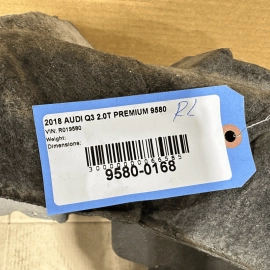 2018 AUDI Q3 2.0T PREMIUM 9580
RL
VIN: R019580
Weight:
Dimensions:
9580-0168